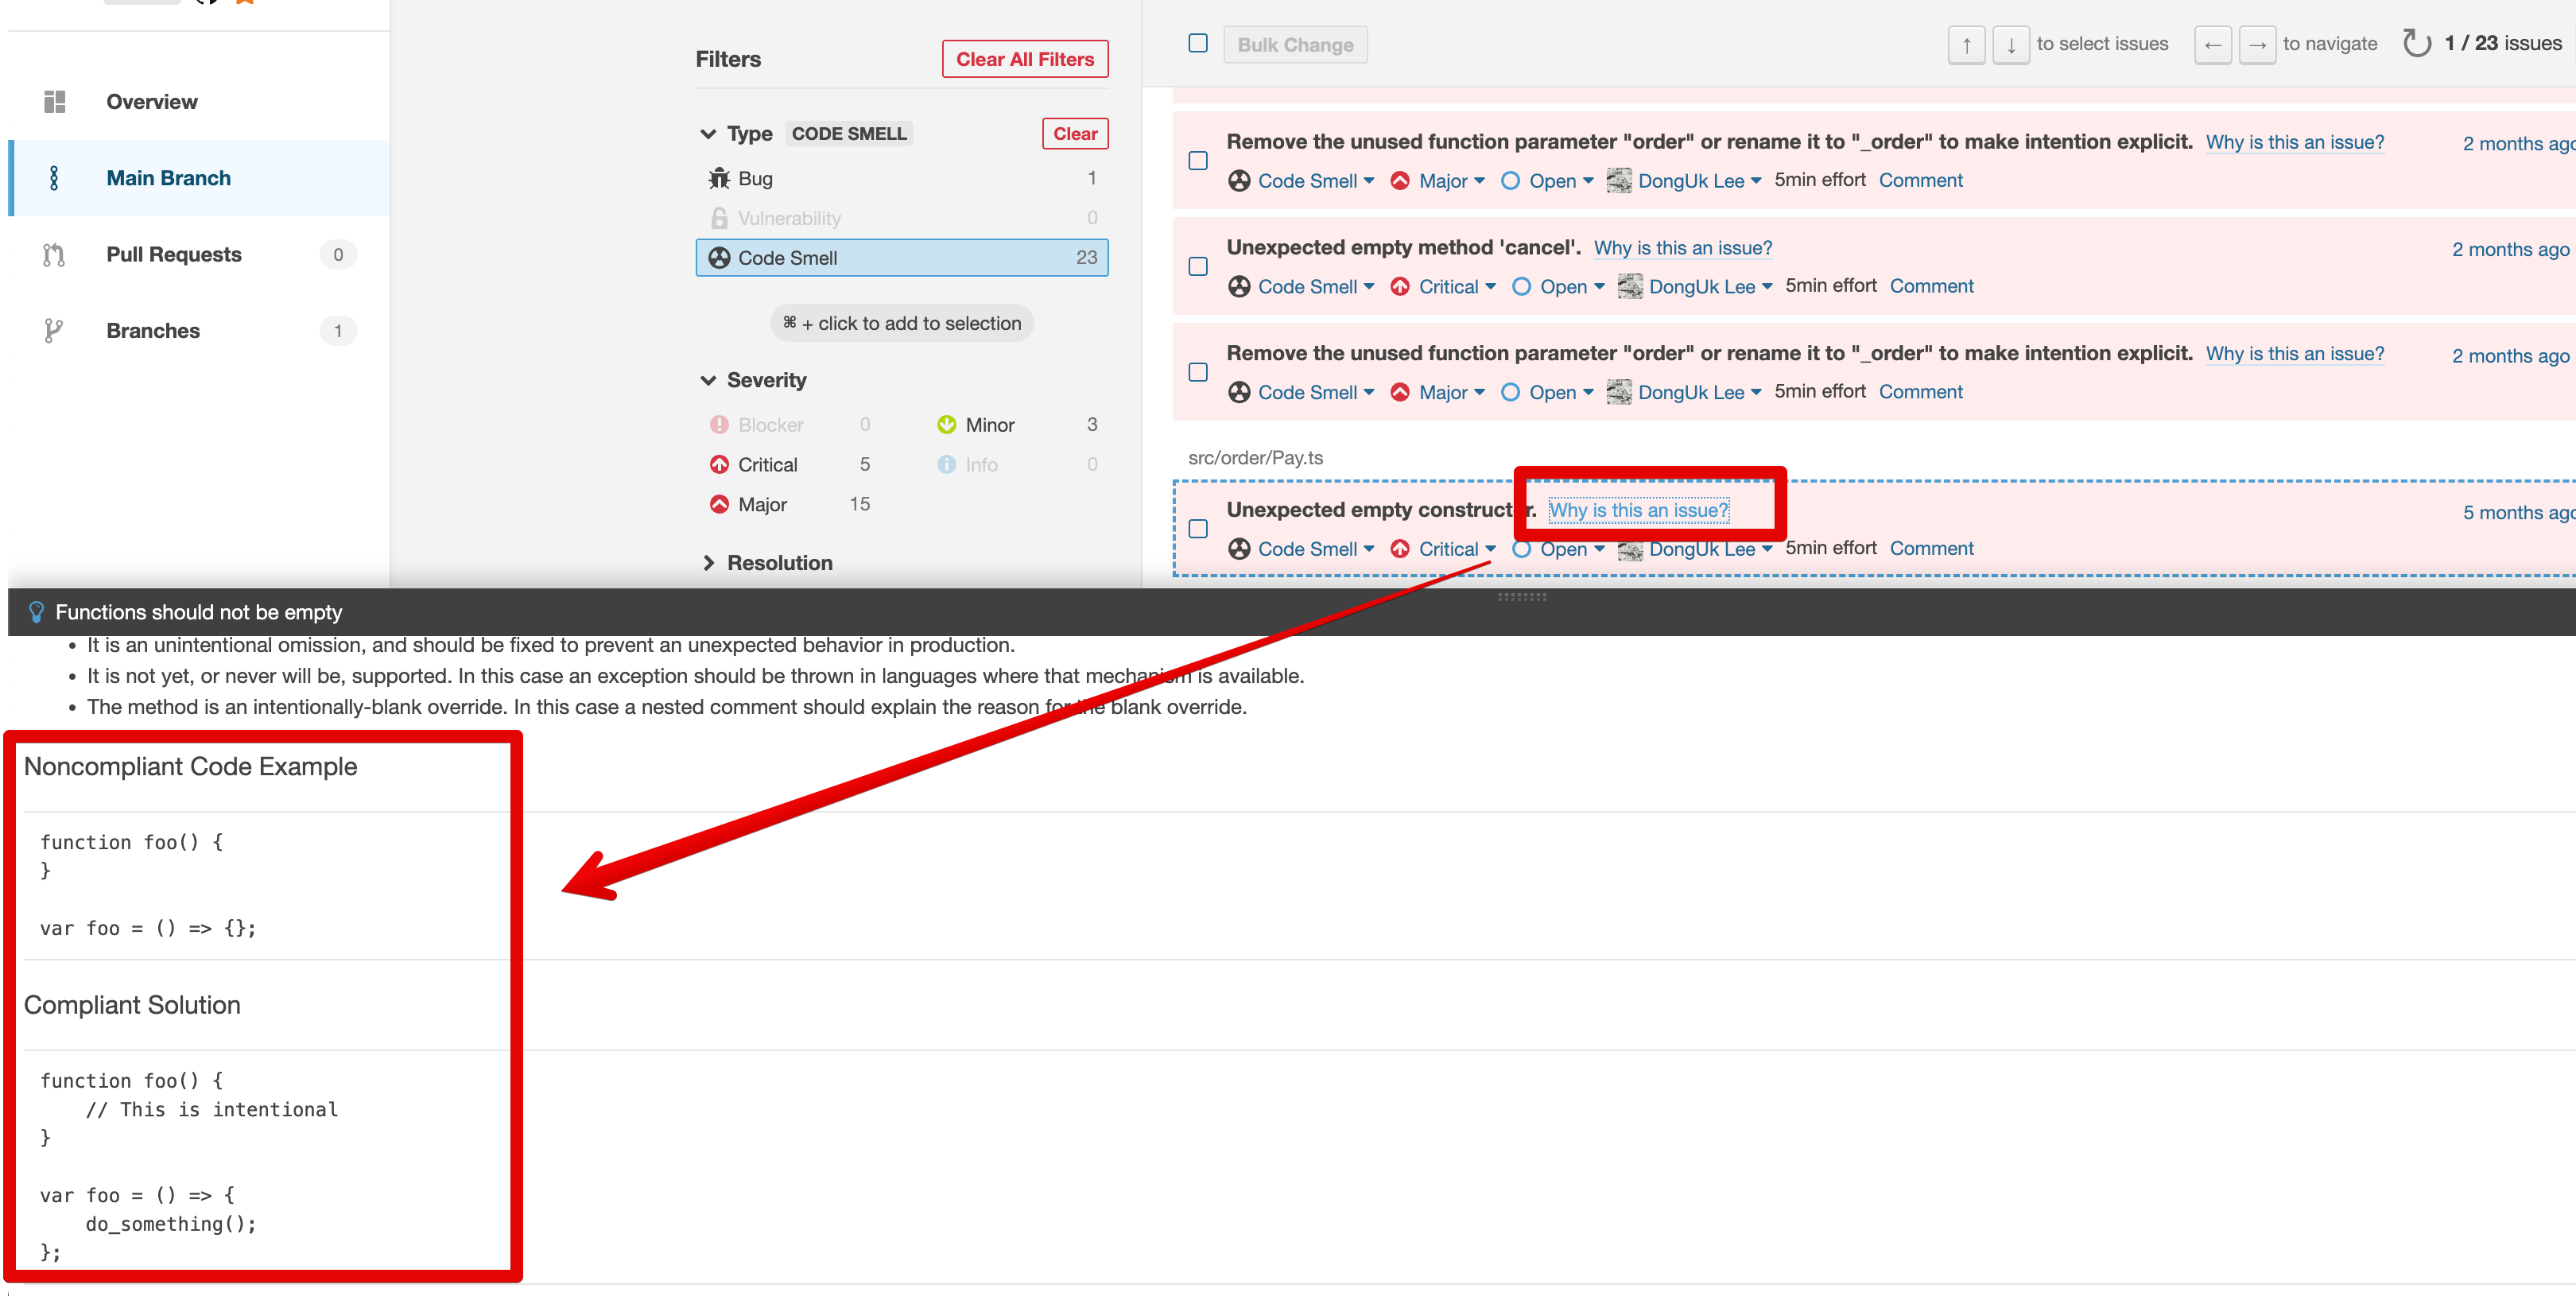 Overview
Main Branch
Pull Requests 0
Branches 1
Filters Clear All Filters
Type CODE SMELL Clear
Bug 1
Vulnerability 0
Code Smell 23
⌘ + click to add to selection
Severity
Blocker 0 Minor 3
Critical 5 Info 0
Major 15
Resolution
Bulk Change ↑ ↓ to select issues ← → to navigate 1 / 23 issues
Remove the unused function parameter "order" or rename it to "_order" to make intention explicit. Why is this an issue? 2 months ago
Code Smell Major Open DongUk Lee 5min effort Comment
Unexpected empty method 'cancel'. Why is this an issue? 2 months ago
Code Smell Critical Open DongUk Lee 5min effort Comment
Remove the unused function parameter "order" or rename it to "_order" to make intention explicit. Why is this an issue? 2 months ago
Code Smell Major Open DongUk Lee 5min effort Comment
src/order/Pay.ts
Unexpected empty constructor. Why is this an issue? 5 months ago
Code Smell Critical Open DongUk Lee 5min effort Comment
Functions should not be empty
• It is an unintentional omission, and should be fixed to prevent an unexpected behavior in production.
• It is not yet, or never will be, supported. In this case an exception should be thrown in languages where that mechanism is available.
• The method is an intentionally-blank override. In this case a nested comment should explain the reason for the blank override.
Noncompliant Code Example
function foo() {
}
var foo = () => {};
Compliant Solution
function foo() {
// This is intentional
}
var foo = () => {
do_something();
};